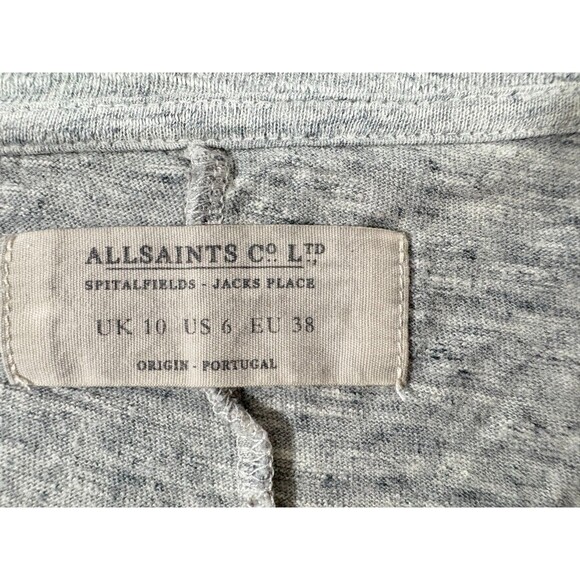 ALLSAINTS Cº. LTD.,
SPITALFIELDS - JACKS PLACE
UK 10 US 6 EU 38
ORIGIN - PORTUGAL